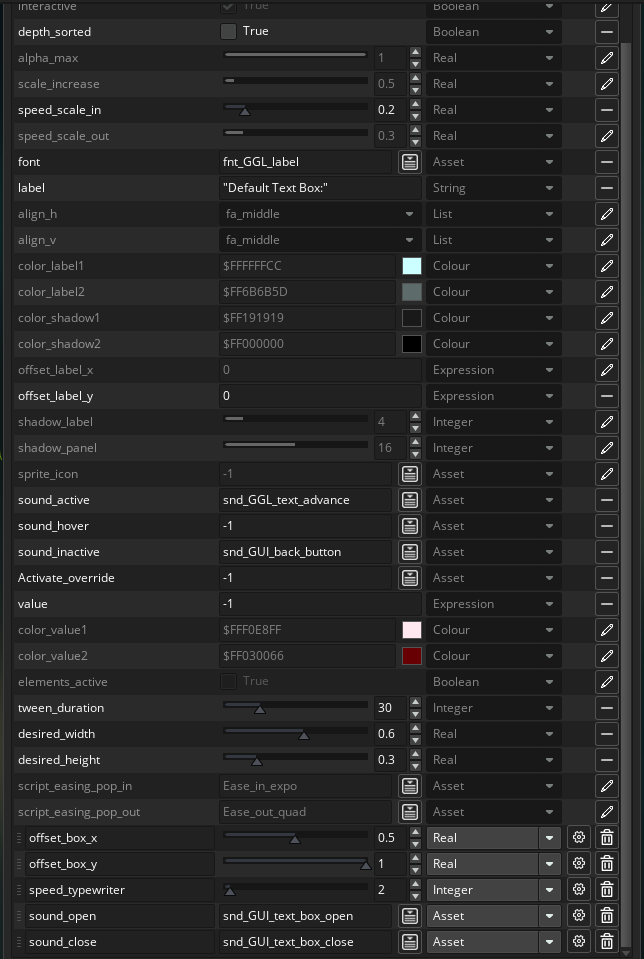 interactive True Boolean
depth_sorted True Boolean
alpha_max 1 Real
scale_increase 0.5 Real
speed_scale_in 0.2 Real
speed_scale_out 0.3 Real
font fnt_GGL_label Asset
label "Default Text Box:" String
align_h fa_middle List
align_v fa_middle List
color_label1 $FFFFFFCC Colour
color_label2 $FF6B6B5D Colour
color_shadow1 $FF191919 Colour
color_shadow2 $FF000000 Colour
offset_label_x 0 Expression
offset_label_y 0 Expression
shadow_label 4 Integer
shadow_panel 16 Integer
sprite_icon -1 Asset
sound_active snd_GGL_text_advance Asset
sound_hover -1 Asset
sound_inactive snd_GUI_back_button Asset
Activate_override -1 Asset
value -1 Expression
color_value1 $FFF0E8FF Colour
color_value2 $FF030066 Colour
elements_active True Boolean
tween_duration 30 Integer
desired_width 0.6 Real
desired_height 0.3 Real
script_easing_pop_in Ease_in_expo Asset
script_easing_pop_out Ease_out_quad Asset
offset_box_x 0.5 Real
offset_box_y 1 Real
speed_typewriter 2 Integer
sound_open snd_GUI_text_box_open Asset
sound_close snd_GUI_text_box_close Asset